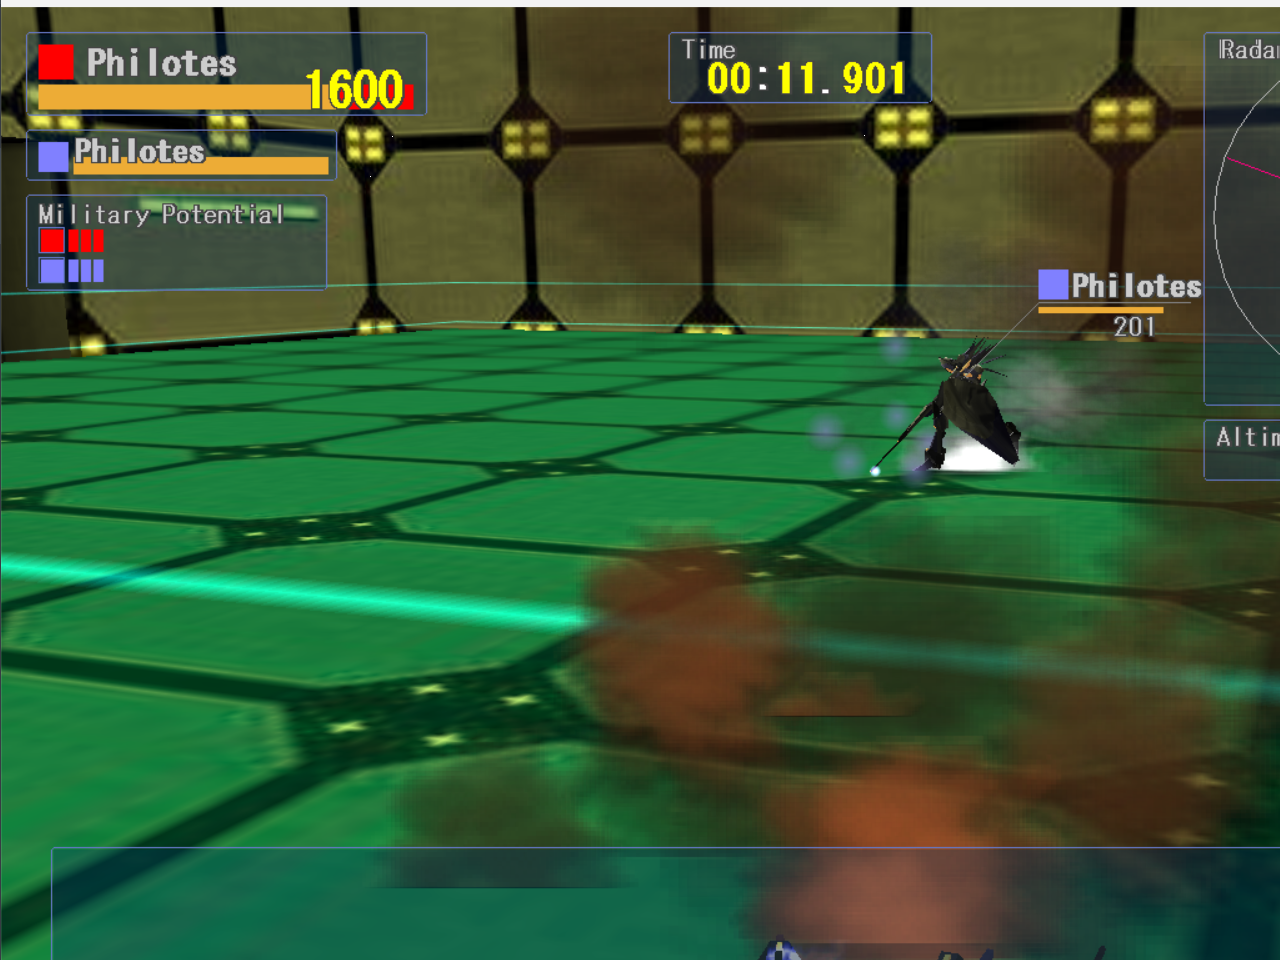 Philotes
1600
Philotes
Military Potential
Time
00:11.901
Radar
Philotes
201
Altim